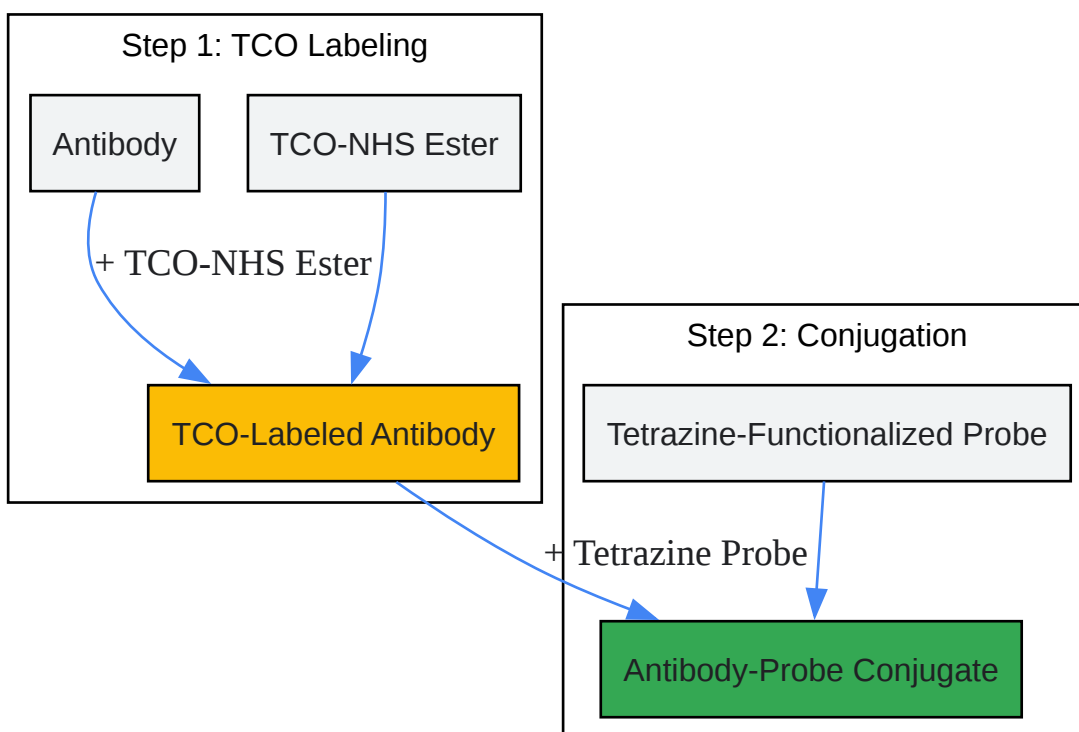 Step 1: TCO Labeling
Antibody
TCO-NHS Ester
+ TCO-NHS Ester
TCO-Labeled Antibody
Step 2: Conjugation
Tetrazine-Functionalized Probe
+ Tetrazine Probe
Antibody-Probe Conjugate